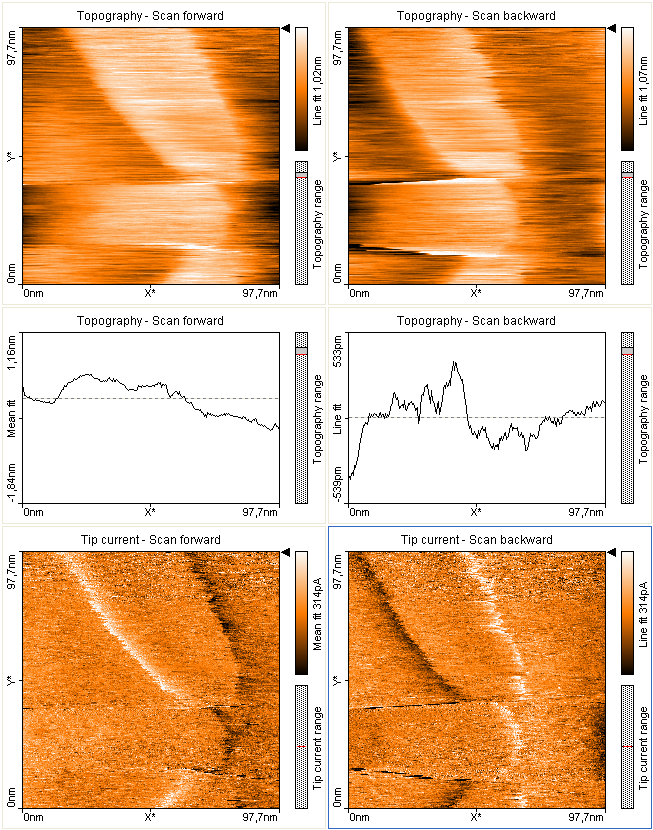 Topography - Scan forward
97,7nm
Y*
0nm
0nm
X*
97,7nm
Line fit 1,02nm
Topography range
Topography - Scan backward
97,7nm
Y*
0nm
0nm
X*
97,7nm
Line fit 1,07nm
Topography range
Topography - Scan forward
1,16nm
Mean fit
-1,84nm
0nm
X*
97,7nm
Topography range
Topography - Scan backward
533pm
Line fit
-539pm
0nm
X*
97,7nm
Topography range
Tip current - Scan forward
97,7nm
Y*
0nm
0nm
X*
97,7nm
Mean fit 314pA
Tip current range
Tip current - Scan backward
97,7nm
Y*
0nm
0nm
X*
97,7nm
Line fit 314pA
Tip current range